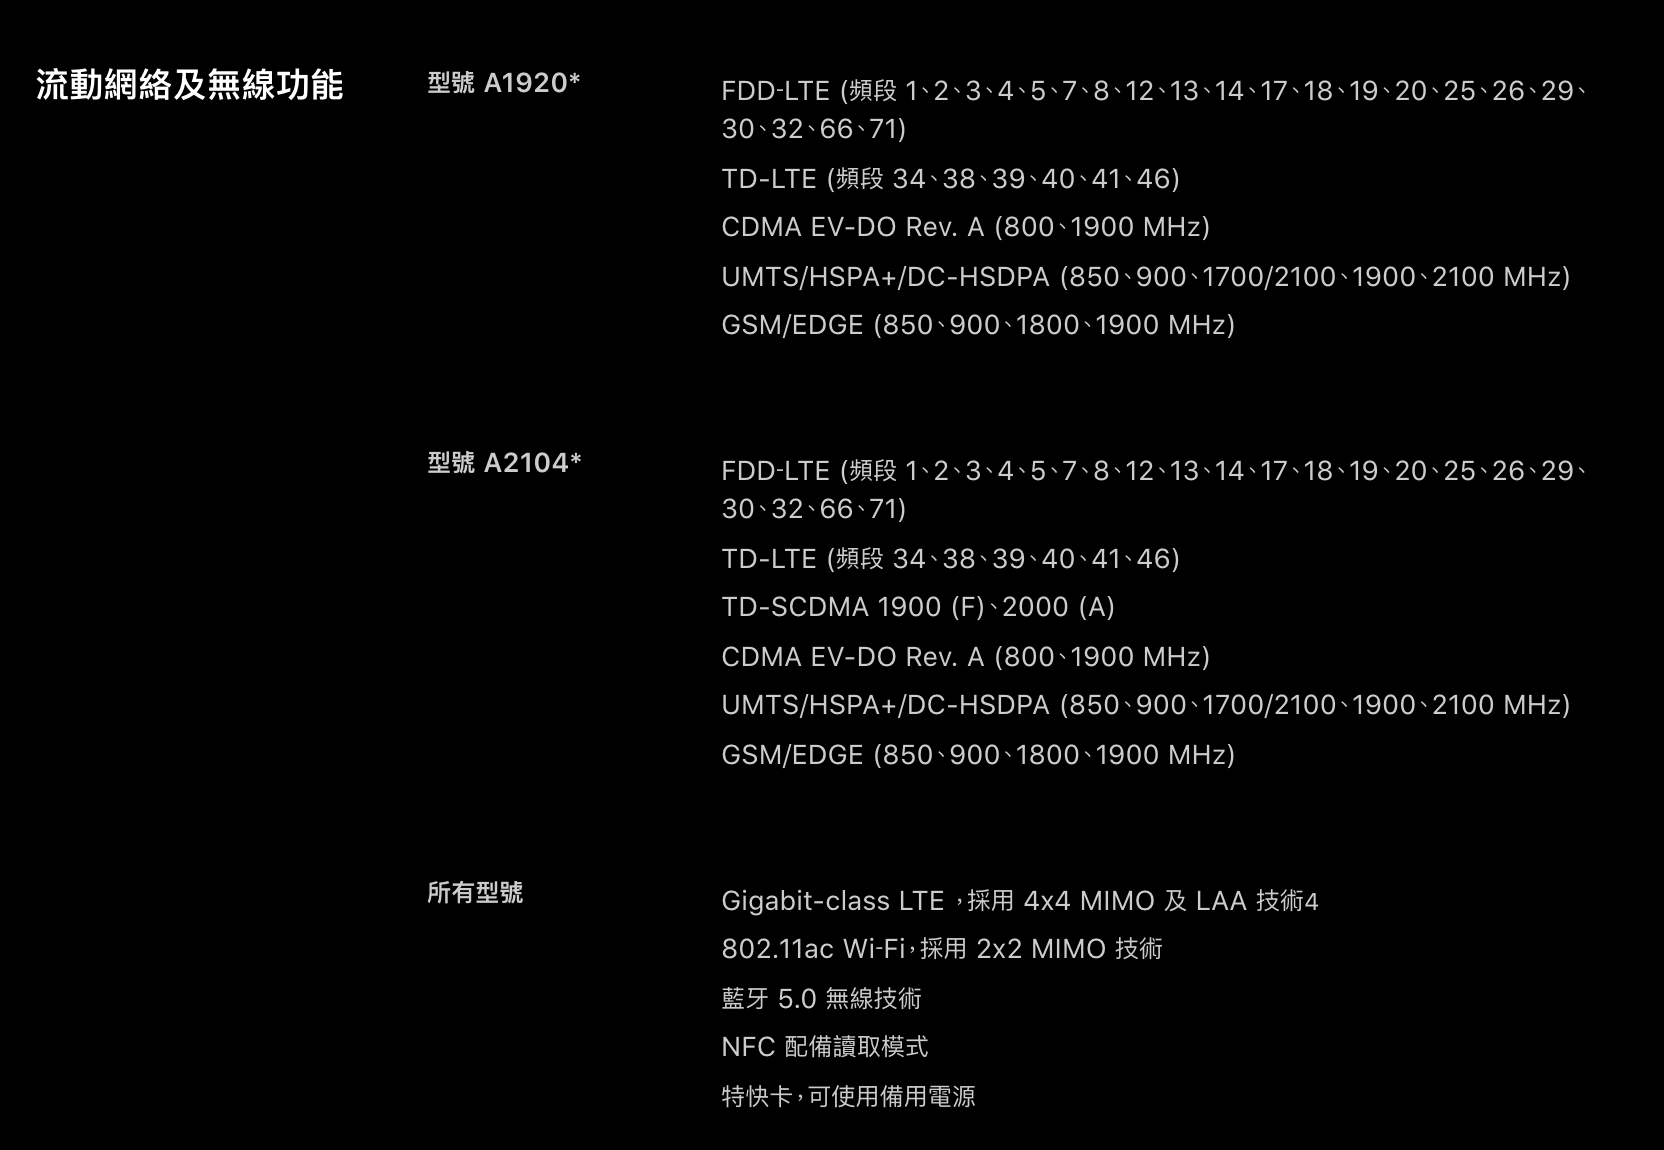 流動網絡及無線功能
型號 A1920*
FDD-LTE (頻段 1、2、3、4、5、7、8、12、13、14、17、18、19、20、25、26、29、
30、32、66、71)
TD-LTE (頻段 34、38、39、40、41、46)
CDMA EV-DO Rev. A (800、1900 MHz)
UMTS/HSPA+/DC-HSDPA (850、900、1700/2100、1900、2100 MHz)
GSM/EDGE (850、900、1800、1900 MHz)
型號 A2104*
FDD-LTE (頻段 1、2、3、4、5、7、8、12、13、14、17、18、19、20、25、26、29、
30、32、66、71)
TD-LTE (頻段 34、38、39、40、41、46)
TD-SCDMA 1900 (F)、2000 (A)
CDMA EV-DO Rev. A (800、1900 MHz)
UMTS/HSPA+/DC-HSDPA (850、900、1700/2100、1900、2100 MHz)
GSM/EDGE (850、900、1800、1900 MHz)
所有型號
Gigabit-class LTE ，採用 4x4 MIMO 及 LAA 技術4
802.11ac Wi-Fi，採用 2x2 MIMO 技術
藍牙 5.0 無線技術
NFC 配備讀取模式
特快卡，可使用備用電源